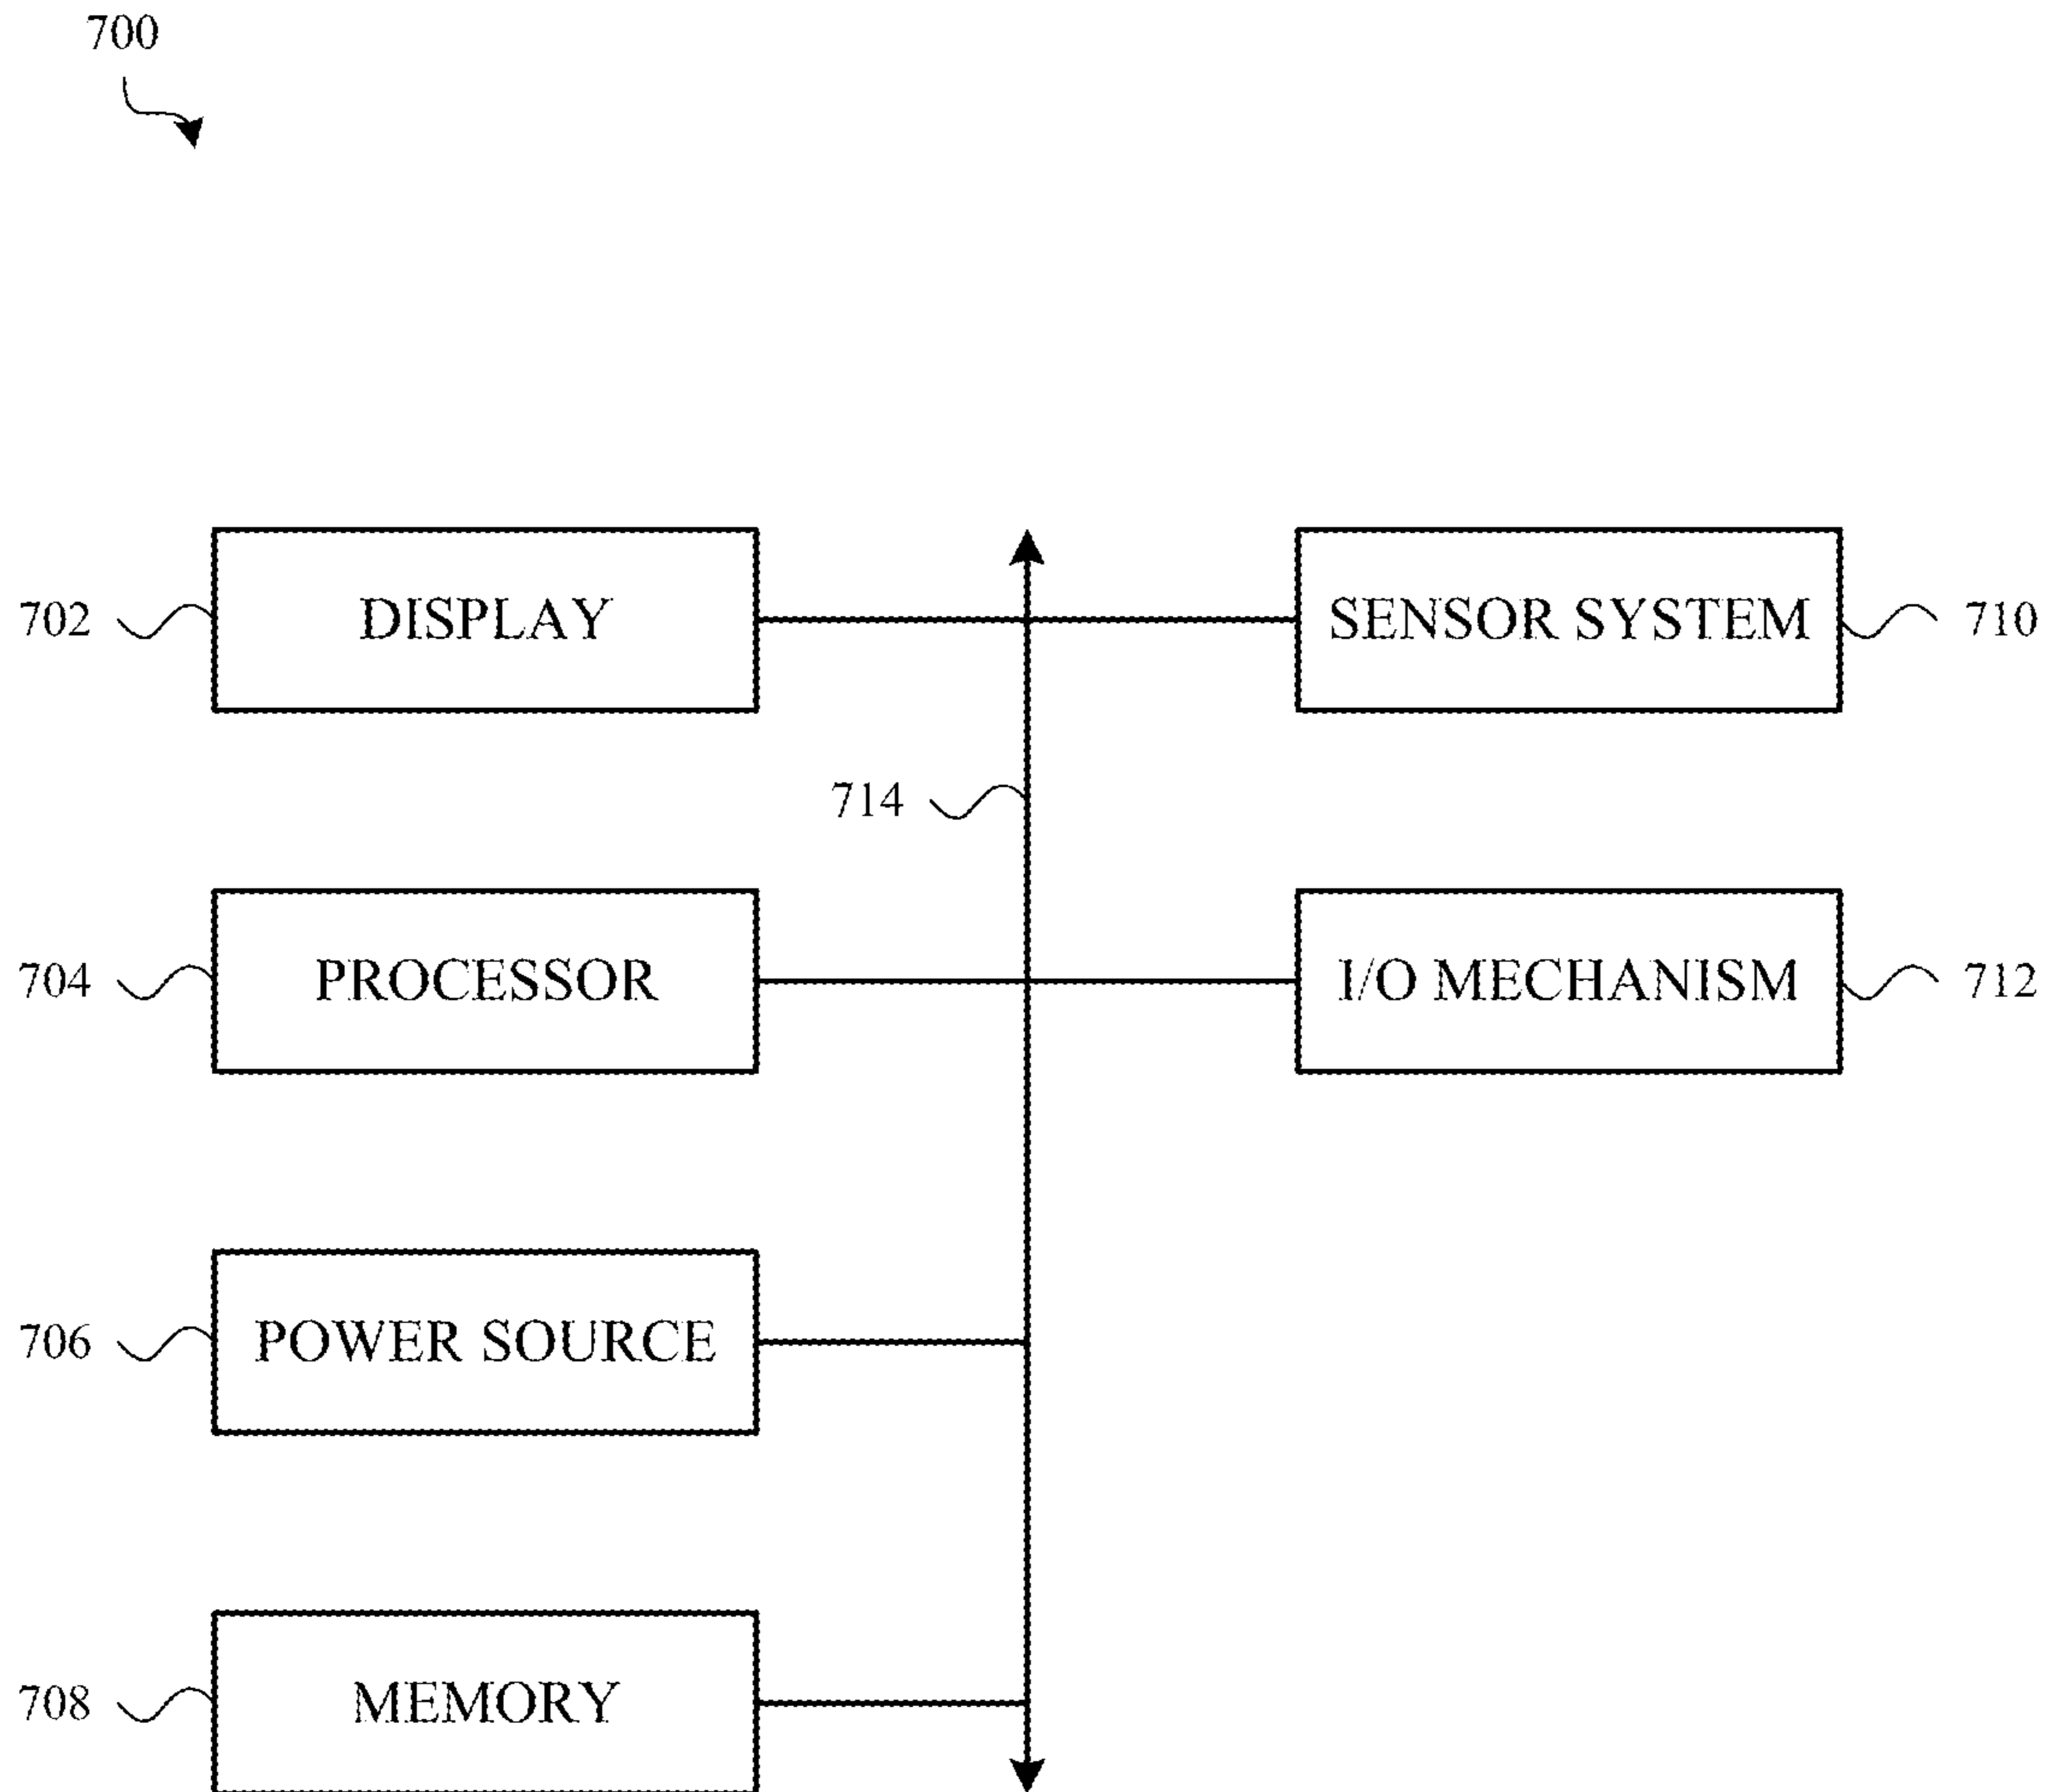 700
702 DISPLAY SENSOR SYSTEM 710
714
704 PROCESSOR I/O MECHANISM 712
706 POWER SOURCE
708 MEMORY